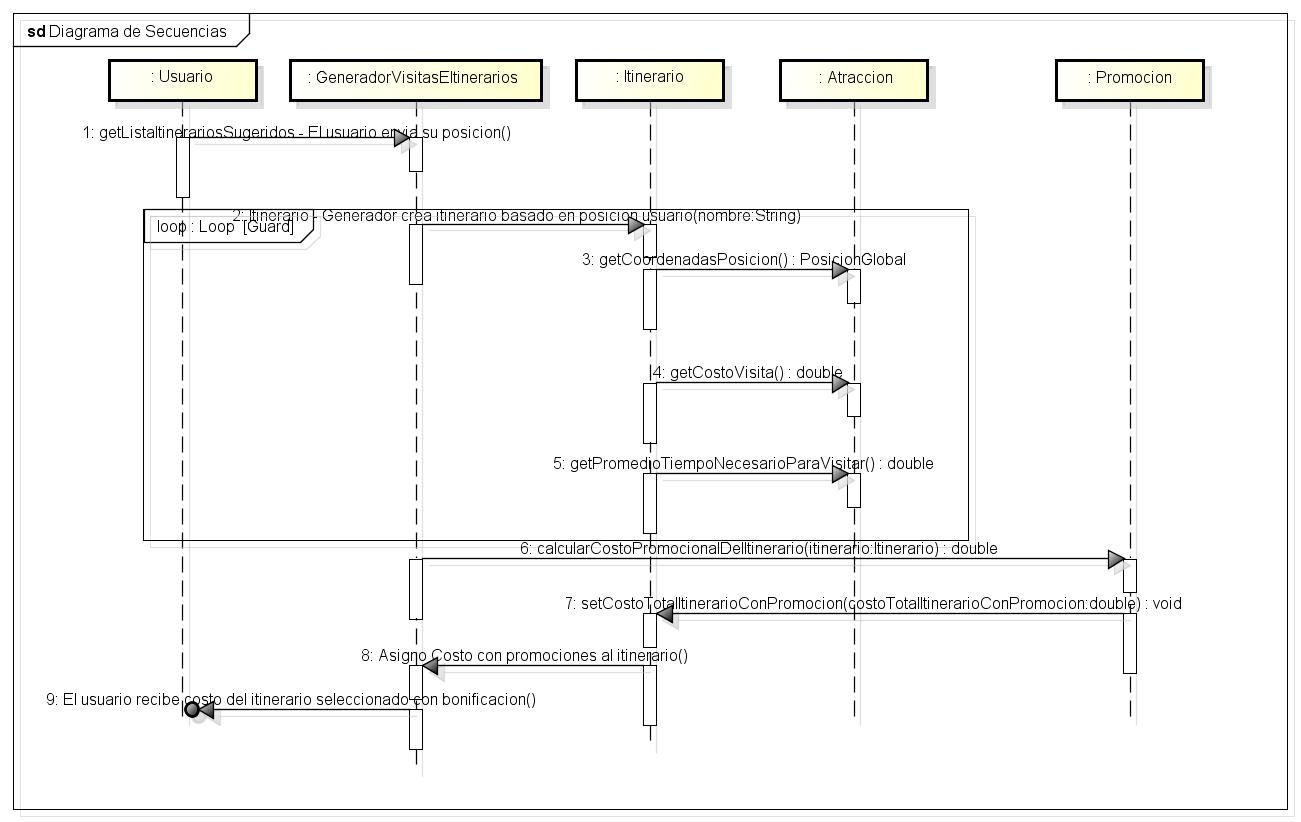 sd Diagrama de Secuencias
: Usuario
: GeneradorVisitasEItinerarios
: Itinerario
: Atraccion
: Promocion
1: getListaItinerariosSugeridos - El usuario envia su posicion()
2: Itinerario - Generador crea itinerario basado en posicion usuario(nombre:String)
loop : Loop [Guard]
3: getCoordenadasPosicion() : PosicionGlobal
4: getCostoVisita() : double
5: getPromedioTiempoNecesarioParaVisitar() : double
6: calcularCostoPromocionalDelItinerario(itinerario:Itinerario) : double
7: setCostoTotalItinerarioConPromocion(costoTotalItinerarioConPromocion:double) : void
8: Asigno Costo con promociones al itinerario()
9: El usuario recibe costo del itinerario seleccionado con bonificacion()